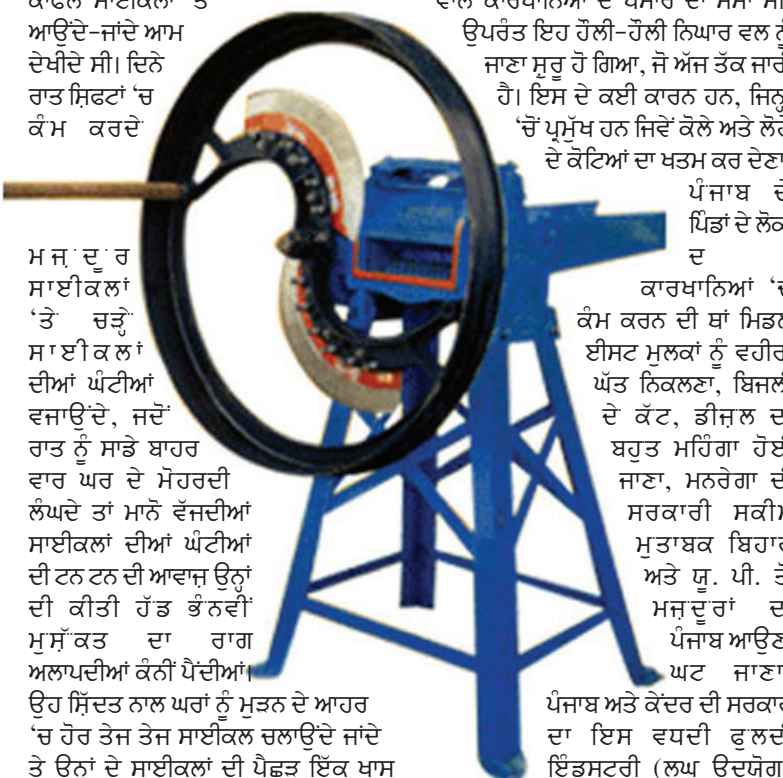 ਆਉਂਦੇ-ਜਾਂਦੇ ਆਮ
ਦੇਖੀਦੇ ਸੀ। ਦਿਨੇ
ਰਾਤ ਸ਼ਿਫਟਾਂ ‘ਚ
ਕੰਮ ਕਰਦੇ
ਮਜ਼ਦੂਰ
ਸਾਈਕਲਾਂ
‘ਤੇ ਚੜ੍ਹੇ
ਸਾਈਕਲਾਂ
ਦੀਆਂ ਘੰਟੀਆਂ
ਵਜਾਉਂਦੇ, ਜਦੋਂ
ਰਾਤ ਨੂੰ ਸਾਡੇ ਬਾਹਰ
ਵਾਰ ਘਰ ਦੇ ਮੋਹਰਦੀ
ਲੰਘਦੇ ਤਾਂ ਮਾਨੋ ਵੱਜਦੀਆਂ
ਸਾਈਕਲਾਂ ਦੀਆਂ ਘੰਟੀਆਂ
ਦੀ ਟਨ ਟਨ ਦੀ ਆਵਾਜ਼ ਉਨ੍ਹਾਂ
ਦੀ ਕੀਤੀ ਹੱਡ ਭੰਨਵੀਂ
ਮੁਸ਼ੱਕਤ ਦਾ ਰਾਗ
ਅਲਾਪਦੀਆਂ ਕੰਨੀਂ ਪੈਂਦੀਆਂ।
ਉਹ ਸ਼ਿੱਦਤ ਨਾਲ ਘਰਾਂ ਨੂੰ ਮੁੜਨ ਦੇ ਆਹਰ
‘ਚ ਹੋਰ ਤੇਜ ਤੇਜ ਸਾਈਕਲ ਚਲਾਉਂਦੇ ਜਾਂਦੇ
ਤੇ ਉਨਾਂ ਦੇ ਸਾਈਕਲਾਂ ਦੀ ਪੈਛੜ ਇੱਕ ਖਾਸ
ਉਪਰੰਤ ਇਹ ਹੌਲੀ-ਹੌਲੀ ਨਿਘਾਰ ਵਲ ਨੂੰ
ਜਾਣਾ ਸ਼ੁਰੂ ਹੋ ਗਿਆ, ਜੋ ਅੱਜ ਤੱਕ ਜਾਰੀ
ਹੈ। ਇਸ ਦੇ ਕਈ ਕਾਰਨ ਹਨ,
‘ਚੋਂ ਪ੍ਰਮੁੱਖ ਹਨ ਜਿਵੇਂ ਕੋਲੇ ਅਤੇ ਲੋਹੇ
ਦੇ ਕੋਟਿਆਂ ਦਾ ਖਤਮ ਕਰ ਦੇਣਾ
ਪੰਜਾਬ ਦੇ
ਪਿੰਡਾਂ ਦੇ ਲੋਕ
ਦ
ਕਾਰਖਾਨਿਆਂ ‘ਚ
ਕੰਮ ਕਰਨ ਦੀ ਥਾਂ ਮਿਡਲ
ਈਸਟ ਮੁਲਕਾਂ ਨੂੰ ਵਹੀਰਾਂ
ਘੱਤ ਨਿਕਲਣਾ, ਬਿਜਲੀ
ਦੇ ਕੱਟ, ਡੀਜ਼ਲ ਦਾ
ਬਹੁਤ ਮਹਿੰਗਾ ਹੋਈ
ਜਾਣਾ, ਮਨਰੇਗਾ ਦੀ
ਸਰਕਾਰੀ ਸਕੀਮ
ਮੁਤਾਬਕ ਬਿਹਾਰ
ਅਤੇ ਯੂ. ਪੀ. ਤੋਂ
ਮਜ਼ਦੂਰਾਂ ਦਾ
ਪੰਜਾਬ ਆਉਣਾ
ਘਟ ਜਾਣਾ
ਪੰਜਾਬ ਅਤੇ ਕੇਂਦਰ ਦੀ ਸਰਕਾਰ
ਦਾ ਇਸ ਵਧਦੀ ਫੁਲਦੀ
ਇੰਡਸਟਰੀ (ਲਘੂ ਉਦਯੋਗ)